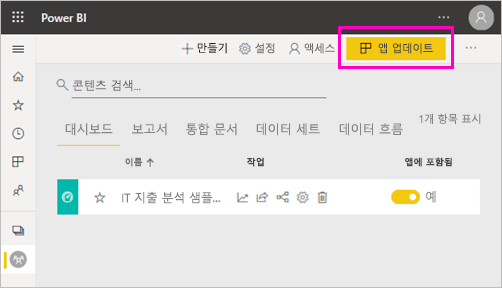 Power BI
만들기 설정 액세스 앱 업데이트
콘텐츠 검색...
대시보드 보고서 통합 문서 데이터 세트 데이터 흐름 1개 항목 표시
이름 작업 앱에 포함됨
IT 지출 분석 샘플... 예